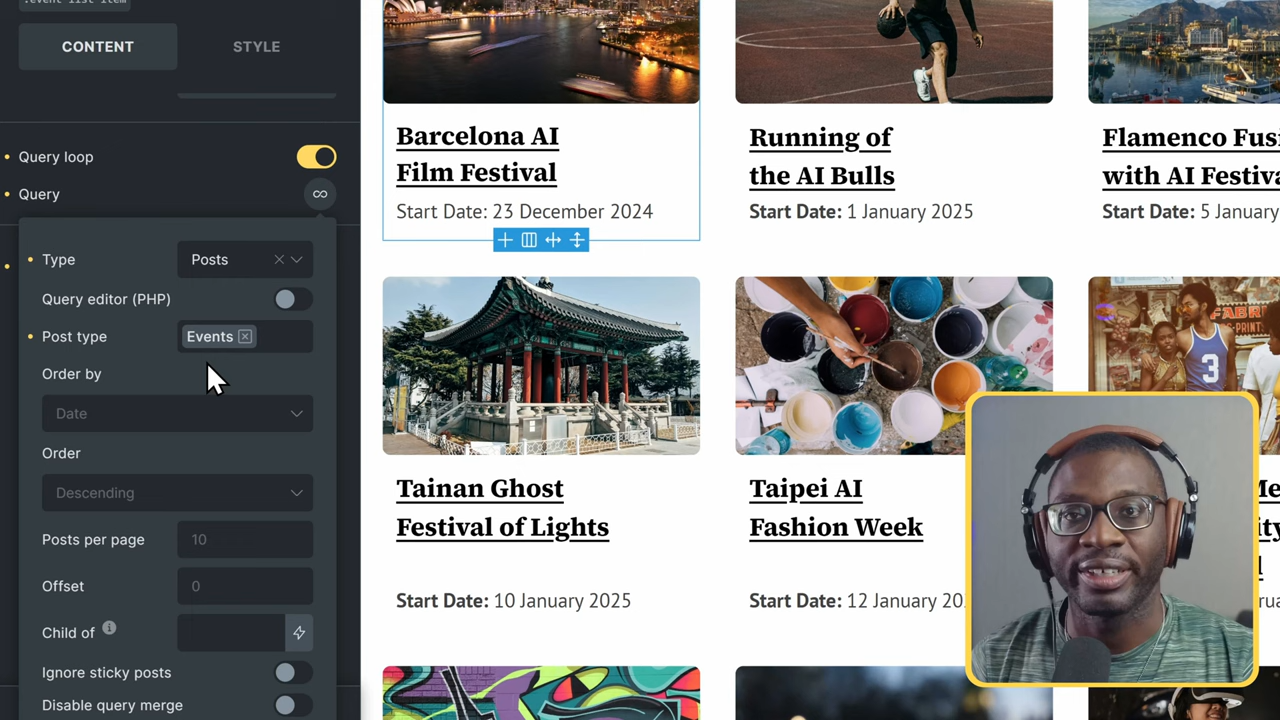 CONTENT
STYLE
Query loop
Query
Type
Posts
Query editor (PHP)
Post type
Events
Order by
Date
Order
Descending
Posts per page
10
Offset
0
Child of
Ignore sticky posts
Disable query merge
Barcelona AI
Film Festival
Start Date: 23 December 2024
Running of
the AI Bulls
Start Date: 1 January 2025
Flamenco Fus
with AI Festiva
Start Date: 5 January
3
Tainan Ghost
Festival of Lights
Start Date: 10 January 2025
Taipei AI
Fashion Week
Start Date: 12 January 20